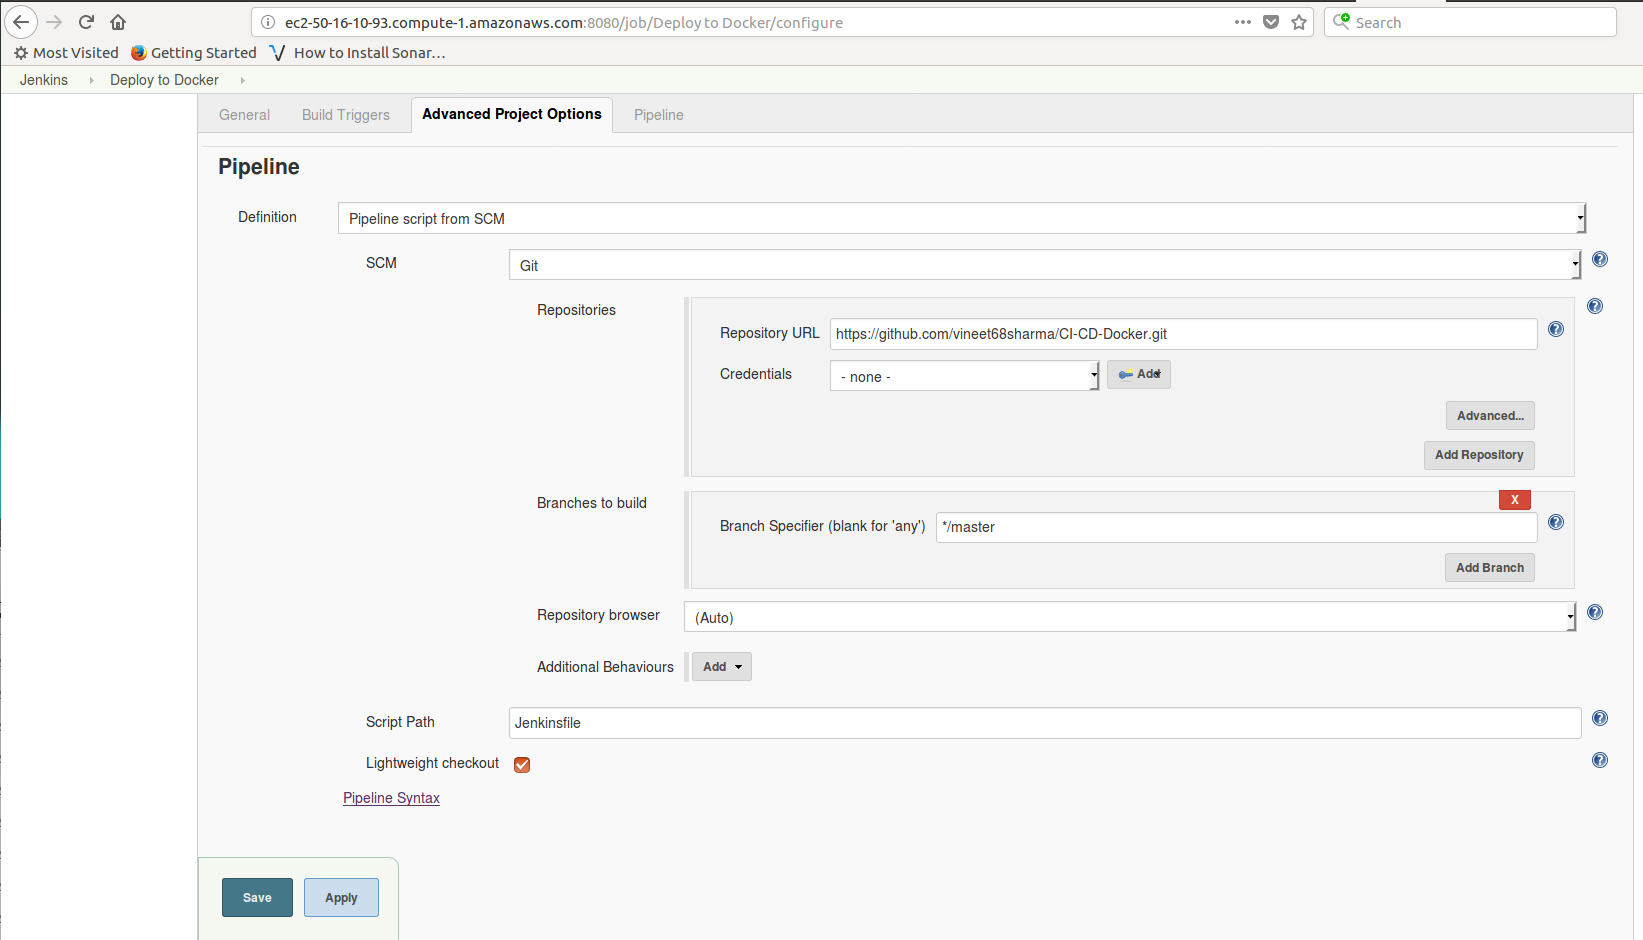 ec2-50-16-10-93.compute-1.amazonaws.com:8080/job/Deploy to Docker/configure
Search
Most Visited Getting Started How to Install Sonar…
Jenkins Deploy to Docker
General Build Triggers Advanced Project Options Pipeline
Pipeline
Definition Pipeline script from SCM
SCM Git
Repositories
Repository URL https://github.com/vineet68sharma/CI-CD-Docker.git
Credentials - none - Add
Advanced...
Add Repository
Branches to build
X
Branch Specifier (blank for 'any') */master
Add Branch
Repository browser (Auto)
Additional Behaviours Add
Script Path Jenkinsfile
Lightweight checkout
Pipeline Syntax
Save Apply